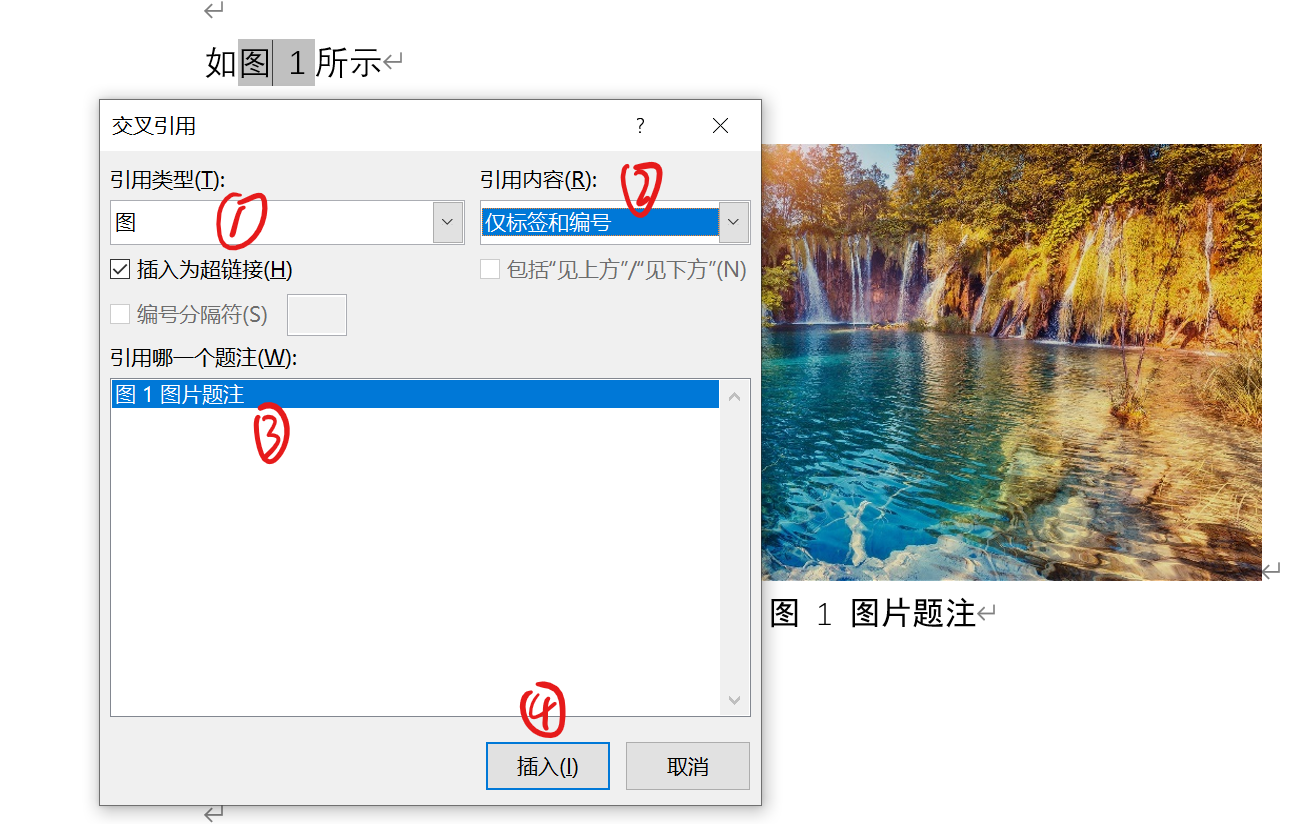 如图 1所示
交叉引用 ?
引用类型(T): 引用内容(R):
② 
图 ① 仅标签和编号
插入为超链接(H) 包括“见上方”/“见下方”(N)
编号分隔符(S)
引用哪一个题注(W):
图 1 图片题注
③
图 1 图片题注
④
插入(I) 取消